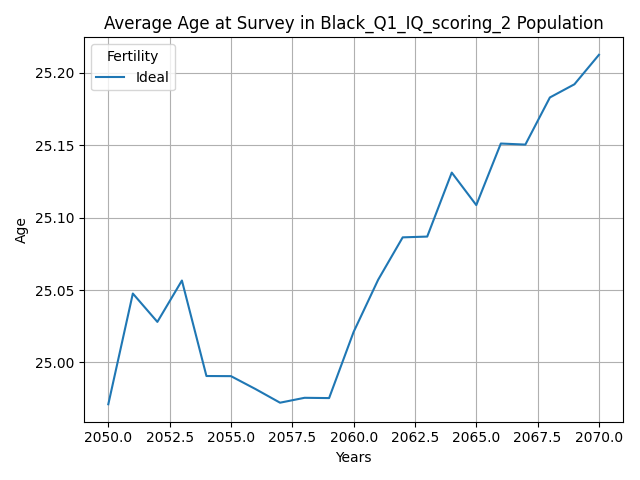 Average Age at Survey in Black_Q1_IQ_scoring_2 Population
Fertility
Ideal
25.20
25.15
25.10
25.05
25.00
Age
2050.0 2052.5 2055.0 2057.5 2060.0 2062.5 2065.0 2067.5 2070.0
Years